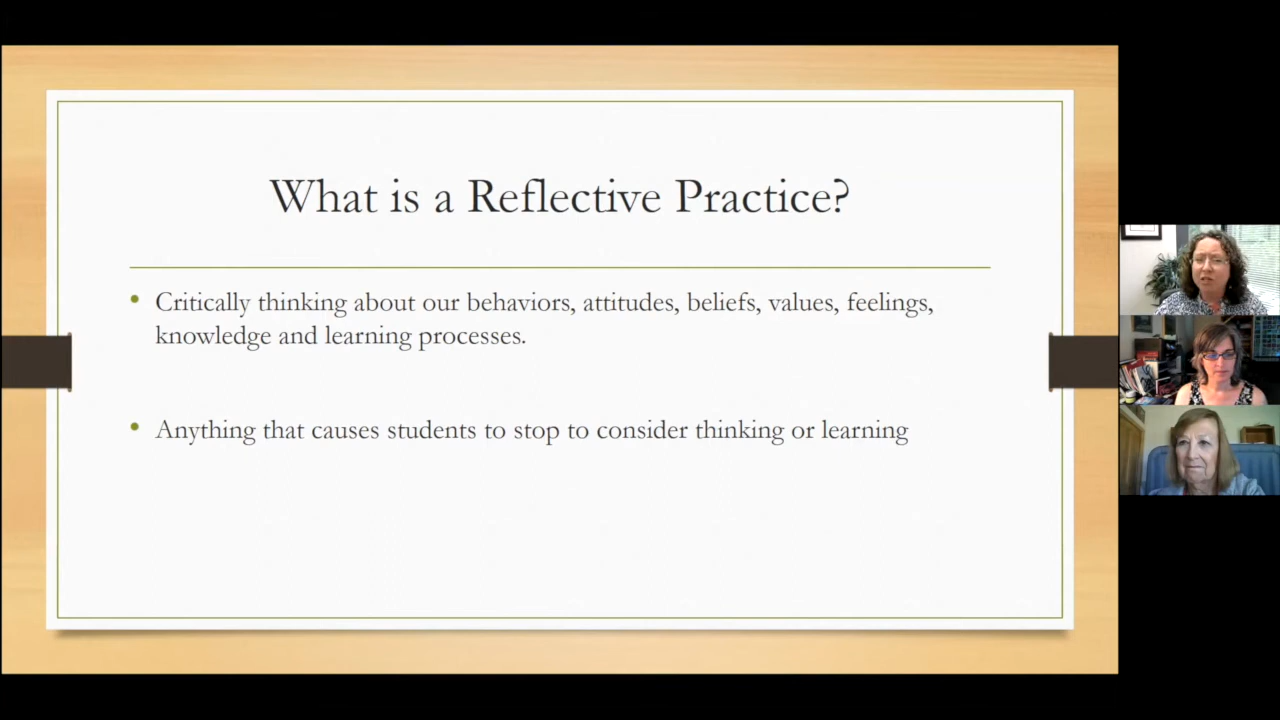 What is a Reflective Practice?
• Critically thinking about our behaviors, attitudes, beliefs, values, feelings,
knowledge and learning processes.
• Anything that causes students to stop to consider thinking or learning